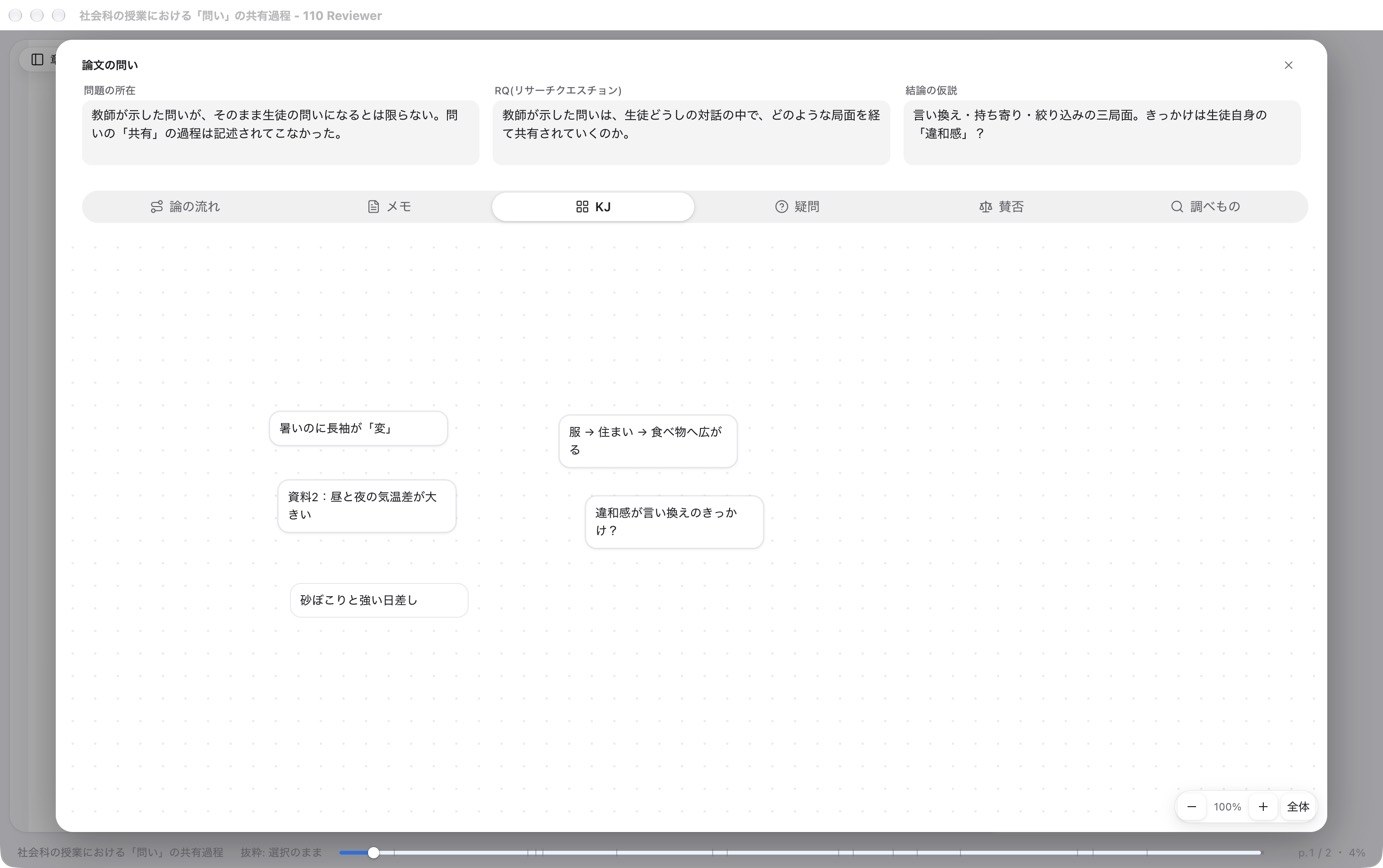 社会科の授業における「問い」の共有過程 - 110 Reviewer
論文の問い
問題の所在
教師が示した問いが、そのまま生徒の問いになるとは限らない。問
いの「共有」の過程は記述されてこなかった。
RQ(リサーチクエスチョン)
教師が示した問いは、生徒どうしの対話の中で、どのような局面を経
て共有されていくのか。
結論の仮説
言い換え・持ち寄り・絞り込みの三局面。きっかけは生徒自身の
「違和感」？
論の流れ
メモ
KJ
疑問
賛否
調べもの
暑いのに長袖が「変」
服 → 住まい → 食べ物へ広が
る
資料2：昼と夜の気温差が大
きい
違和感が言い換えのきっか
け？
砂ぼこりと強い日差し
100%
全体
社会科の授業における「問い」の共有過程
抜粋: 選択のまま
p.1 / 2 ・ 4%